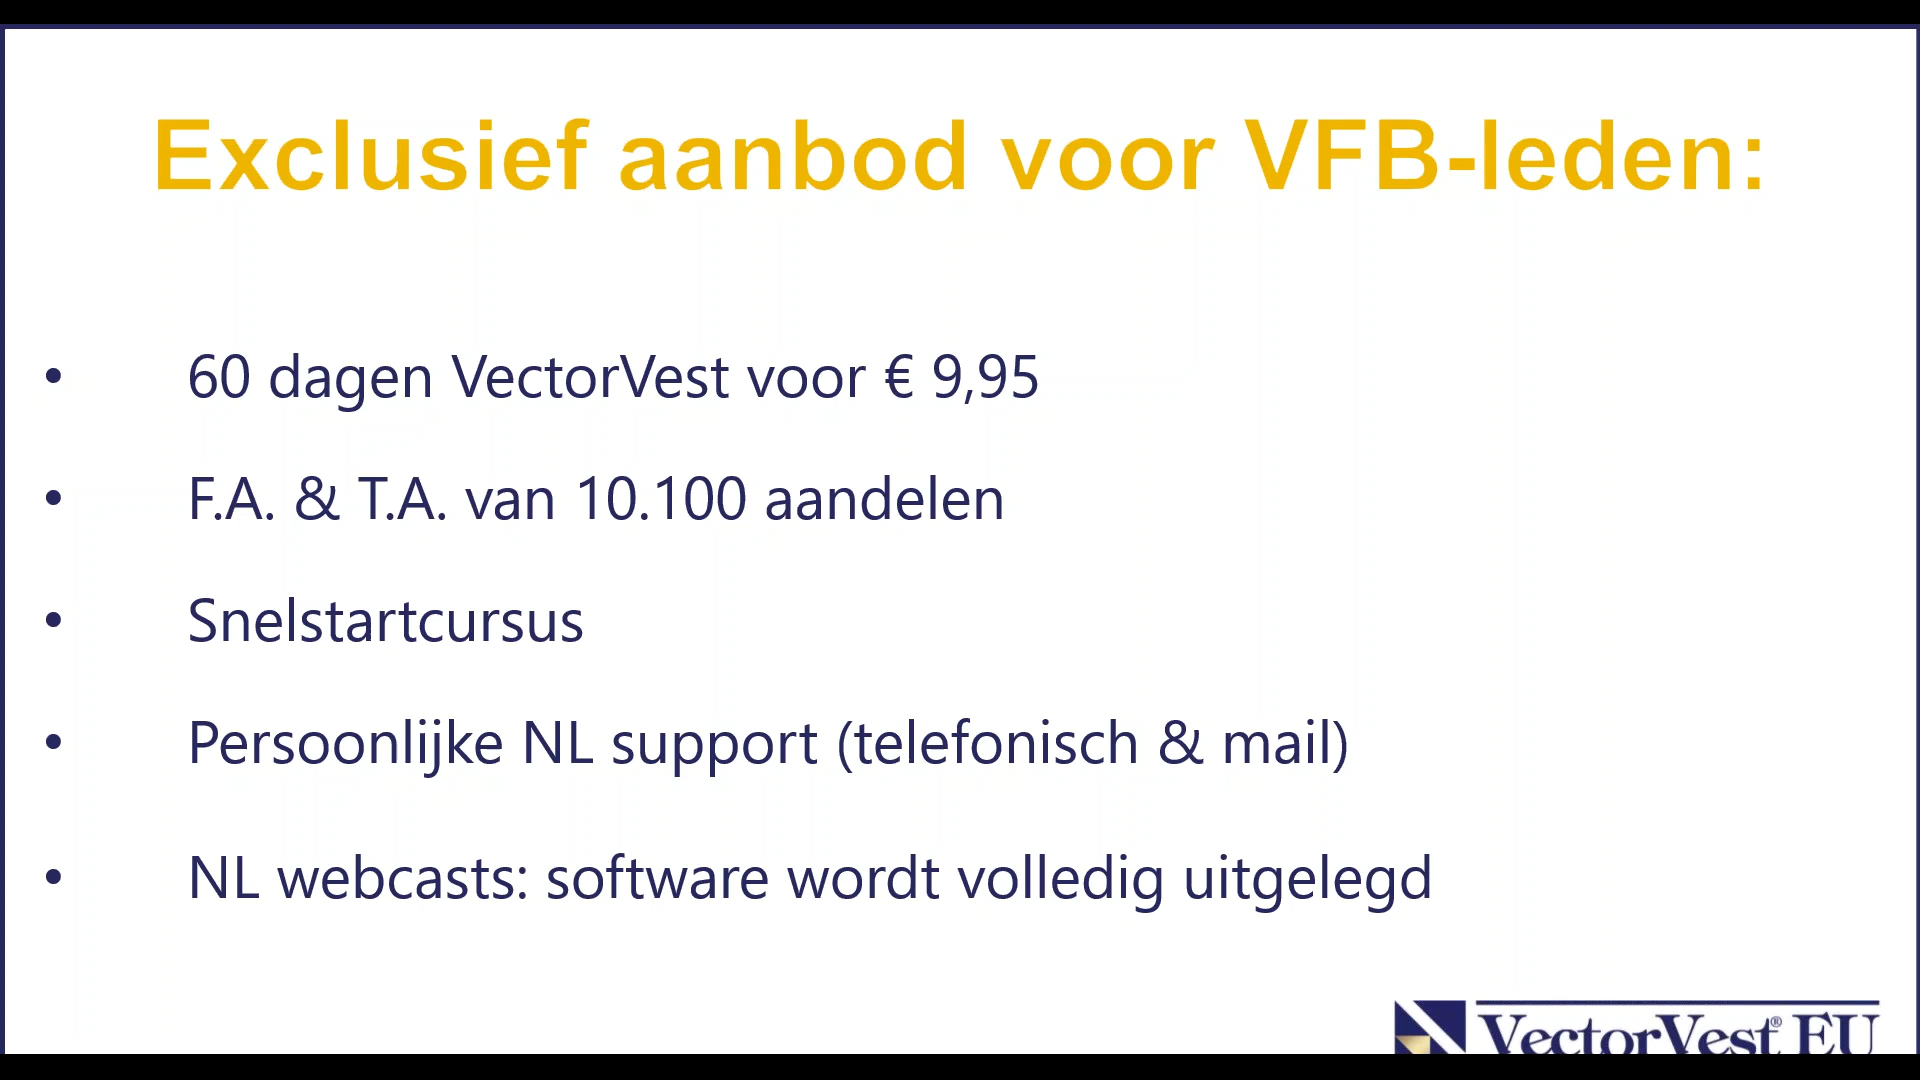 Exclusief aanbod voor VFB-leden:
• 60 dagen VectorVest voor € 9,95
• F.A. & T.A. van 10.100 aandelen
• Snelstartcursus
• Persoonlijke NL support (telefonisch & mail)
• NL webcasts: software wordt volledig uitgelegd
VectorVest® EU